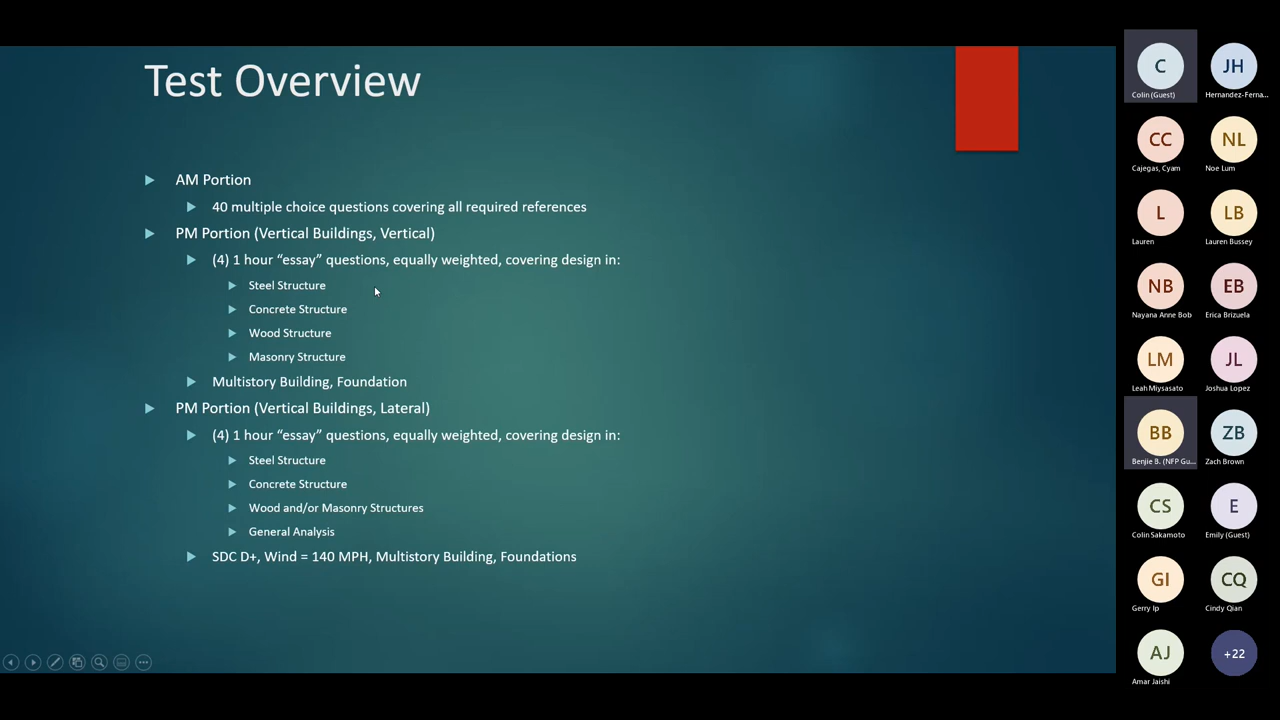 Test Overview
AM Portion
40 multiple choice questions covering all required references
PM Portion (Vertical Buildings, Vertical)
(4) 1 hour “essay” questions, equally weighted, covering design in:
Steel Structure
Concrete Structure
Wood Structure
Masonry Structure
Multistory Building, Foundation
PM Portion (Vertical Buildings, Lateral)
(4) 1 hour “essay” questions, equally weighted, covering design in:
Steel Structure
Concrete Structure
Wood and/or Masonry Structures
General Analysis
SDC D+, Wind = 140 MPH, Multistory Building, Foundations
C
Colin (Guest)
JH
Hernandez-Ferna...
CC
Cajegas, Cyam
NL
Noe Lum
L
Lauren
LB
Lauren Bussey
NB
Nayana Anne Bob
EB
Erica Brizuela
LM
Leah Miysasato
JL
Joshua Lopez
BB
Benjie B. (NFP Gu...
ZB
Zach Brown
CS
Colin Sakamoto
E
Emily (Guest)
GI
Gerry Ip
CQ
Cindy Qian
AJ
Amar Jaishi
+22